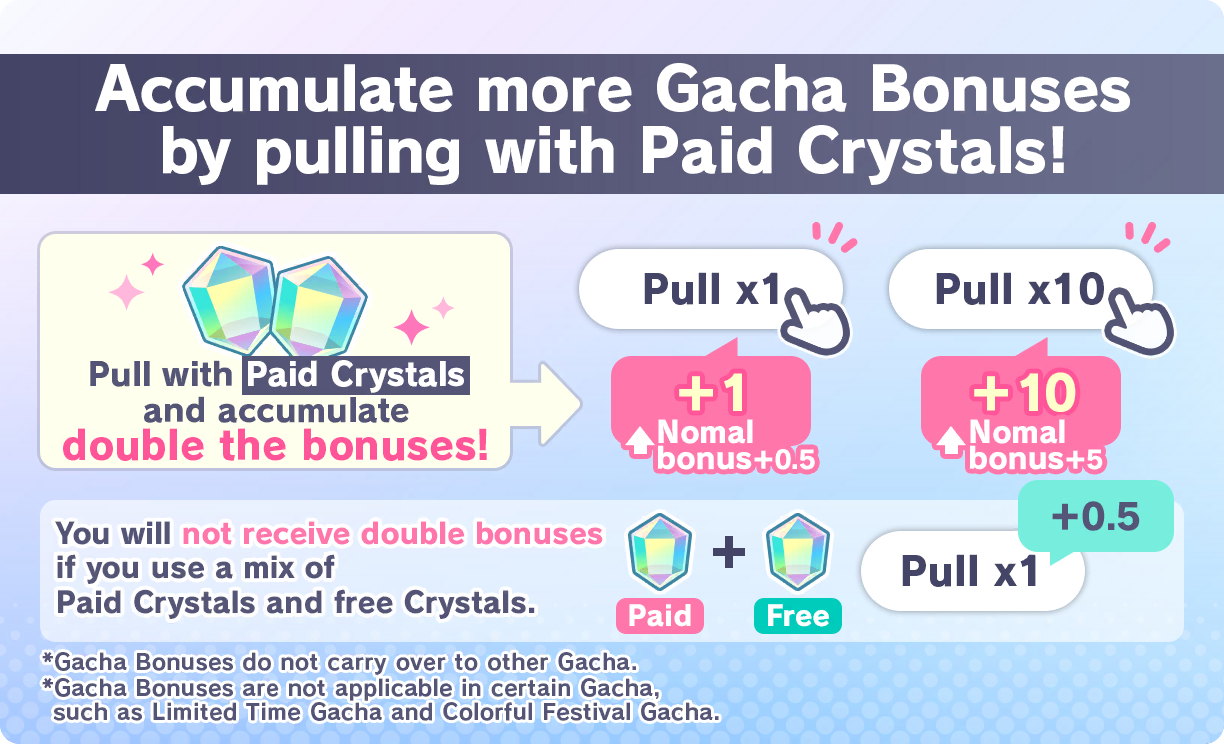 Accumulate more Gacha Bonuses
by pulling with Paid Crystals!
Pull with Paid Crystals
and accumulate
double the bonuses!
Pull x1
+1
Nomal
bonus+0.5
Pull x10
+10
Nomal
bonus+5
You will not receive double bonuses
if you use a mix of
Paid Crystals and free Crystals.
+
Paid
Free
Pull x1
+0.5
*Gacha Bonuses do not carry over to other Gacha.
*Gacha Bonuses are not applicable in certain Gacha,
such as Limited Time Gacha and Colorful Festival Gacha.